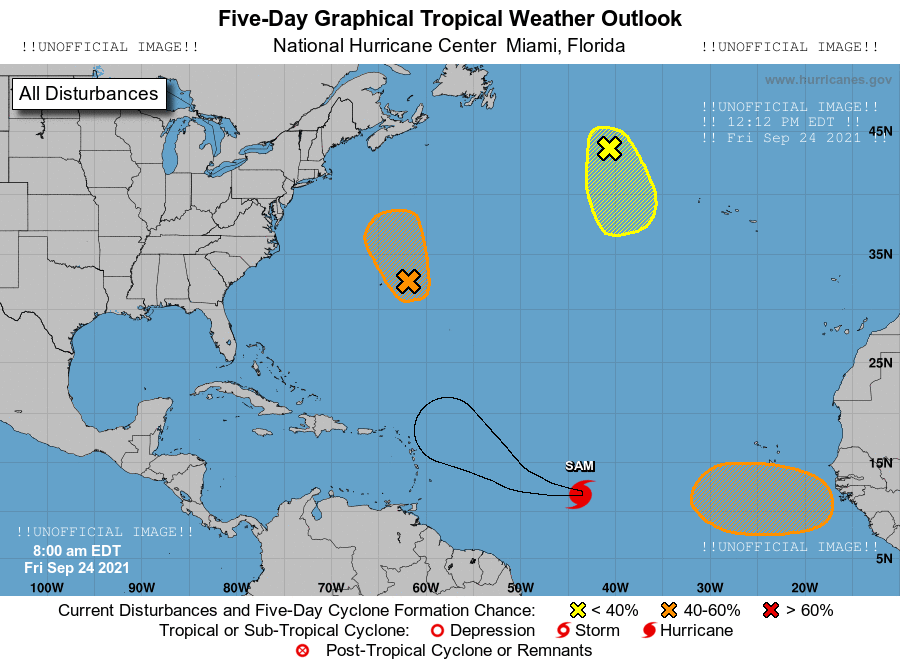 Five-Day Graphical Tropical Weather Outlook
!!UNOFFICIAL IMAGE!! National Hurricane Center Miami, Florida !!UNOFFICIAL IMAGE!!
www.hurricanes.gov
All Disturbances
!!UNOFFICIAL IMAGE!!
!! 12:12 PM EDT !!
!! Fri Sep 24 2021 !!
45N
35N
25N
SAM
15N
!!UNOFFICIAL IMAGE!!
!!UNOFFICIAL IMAGE!!
8:00 am EDT
5N
Fri Sep 24 2021
100W 90W 80W 70W 60W 50W 40W 30W 20W
Current Disturbances and Five-Day Cyclone Formation Chance: < 40% 40-60% > 60%
Tropical or Sub-Tropical Cyclone: Depression Storm Hurricane
Post-Tropical Cyclone or Remnants